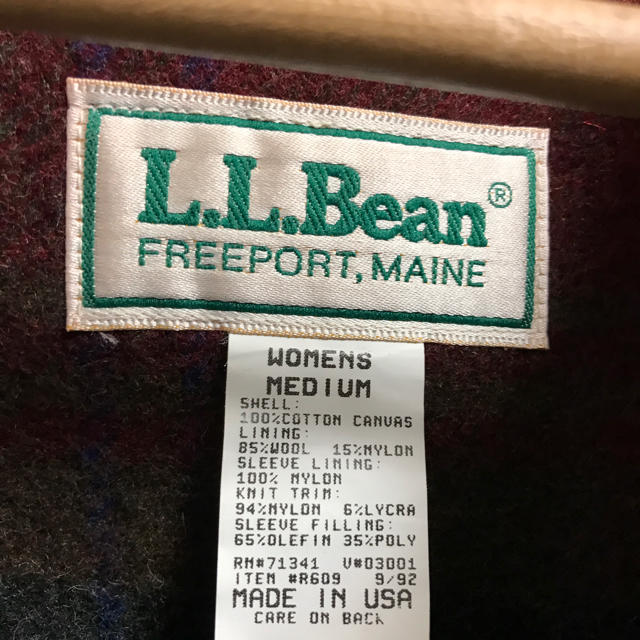 L.L.Bean®
FREEPORT, MAINE
WOMENS
MEDIUM
SHELL:
100%COTTON CANVAS
LINING:
85%WOOL 15%NYLON
SLEEVE LINING:
100% NYLON
KNIT TRIM:
94%NYLON 6%LYCRA
SLEEVE FILLING:
65%OLEFIN 35%POLY
RN#71341 V#03001
ITEM #R609 9/92
MADE IN USA
CARE ON BACK